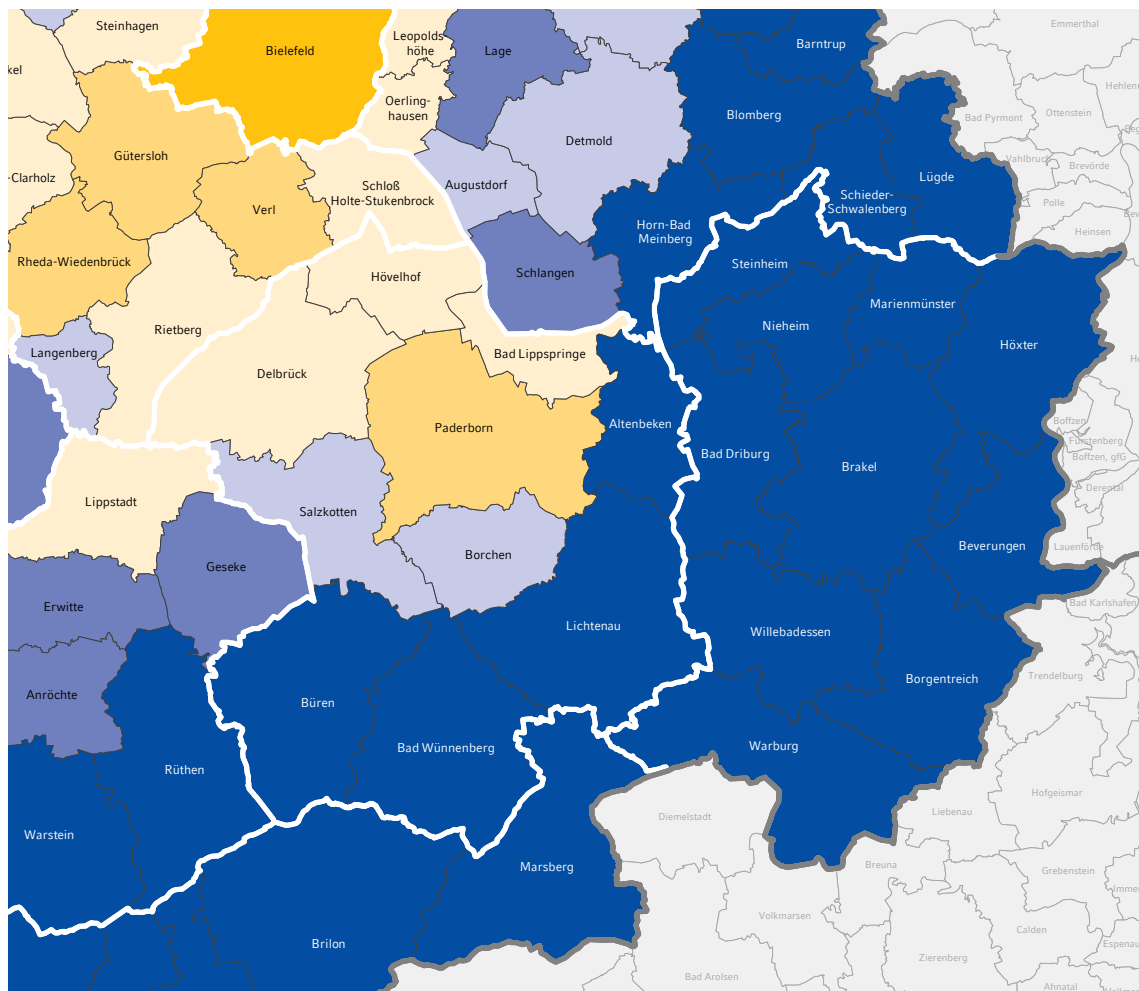 Steinhagen
Leopolds
höhe
Emmerthal
Bielefeld
Lage
Barntrup
kel
Hehlen
Oerling-
hausen
Blomberg
Ottenstein
Bad Pyrmont
Detmold
Gütersloh
Vahlbruch
Brevörde
-Clarholz
Schloß
Holte-Stukenbrock
Augustdorf
Lügde
Schieder-
Schwalenberg
Polle
Verl
Horn-Bad
Meinberg
Heinsen
Rheda-Wiedenbrück
Steinheim
Hövelhof
Schlangen
Marienmünster
Rietberg
Nieheim
Höxter
Langenberg
Bad Lippspringe
Delbrück
Altenbeken
Boffzen
Paderborn
Fürstenberg
Bad Driburg
Boffzen, gfG
Brakel
Derental
Lippstadt
Salzkotten
Beverungen
Lauenförde
Borchen
Geseke
Erwitte
Bad Karlshafen
Lichtenau
Willebadessen
Trendelburg
Borgentreich
Anröchte
Büren
Bad Wünnenberg
Warburg
Rüthen
Hofgeismar
Liebenau
Diemelstadt
Warstein
Marsberg
Breuna
Grebenstein
Imme
Volkmarsen
Calden
Brilon
Espenau
Zierenberg
Bad Arolsen
Ahnatal